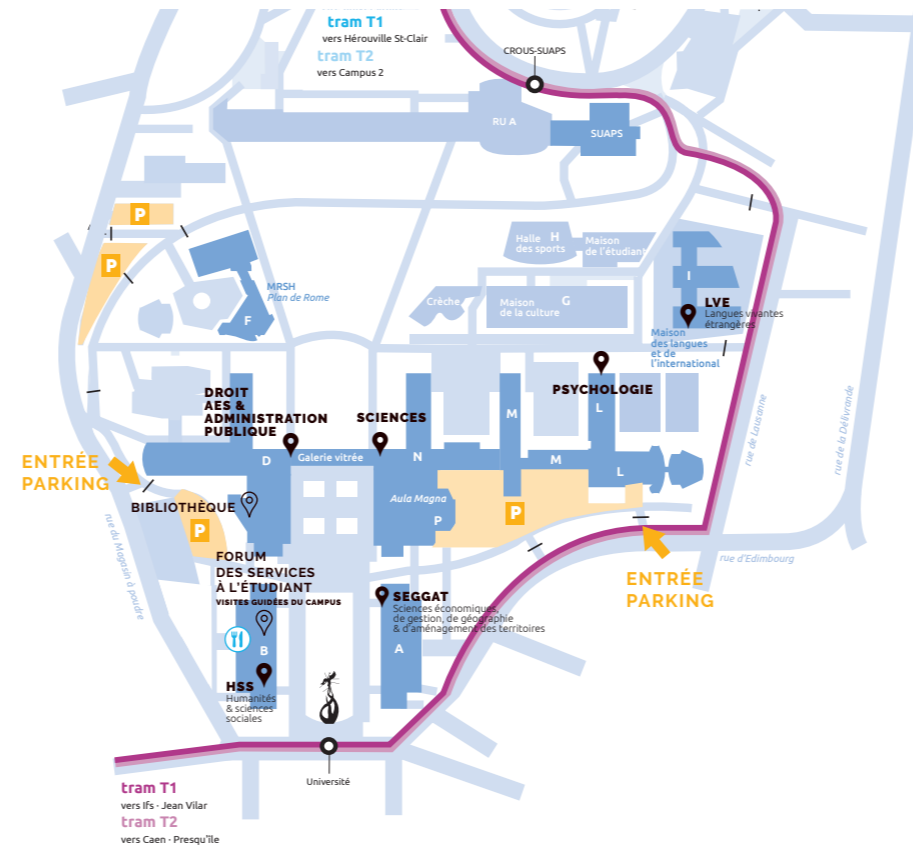 tram T1
vers Hérouville St-Clair
tram T2
vers Campus 2
CROUS-SUAPS
RU A
SUAPS
P
P
Halle
des sports
H
Maison
de l'étudiant
I
MRSH
Plan de Rome
F
Crèche
Maison
de la culture
G
LVE
Langues vivantes
étrangères
Maison
des langues
et de
l'international
DROIT
AES &
ADMINISTRATION
PUBLIQUE
SCIENCES
PSYCHOLOGIE
M
L
D
Galerie vitrée
N
M
L
ENTRÉE
PARKING
BIBLIOTHÈQUE
P
Aula Magna
P
P
rue du Magasin à poudre
rue de Lausanne
rue de la Délivrande
rue d'Edimbourg
ENTRÉE
PARKING
FORUM
DES SERVICES
À L'ÉTUDIANT
VISITES GUIDÉES DU CAMPUS
SEGGAT
Sciences économiques,
de gestion, de géographie
& d'aménagement des territoires
B
A
HSS
Humanités
& sciences
sociales
Université
tram T1
vers Ifs - Jean Vilar
tram T2
vers Caen - Presqu'île